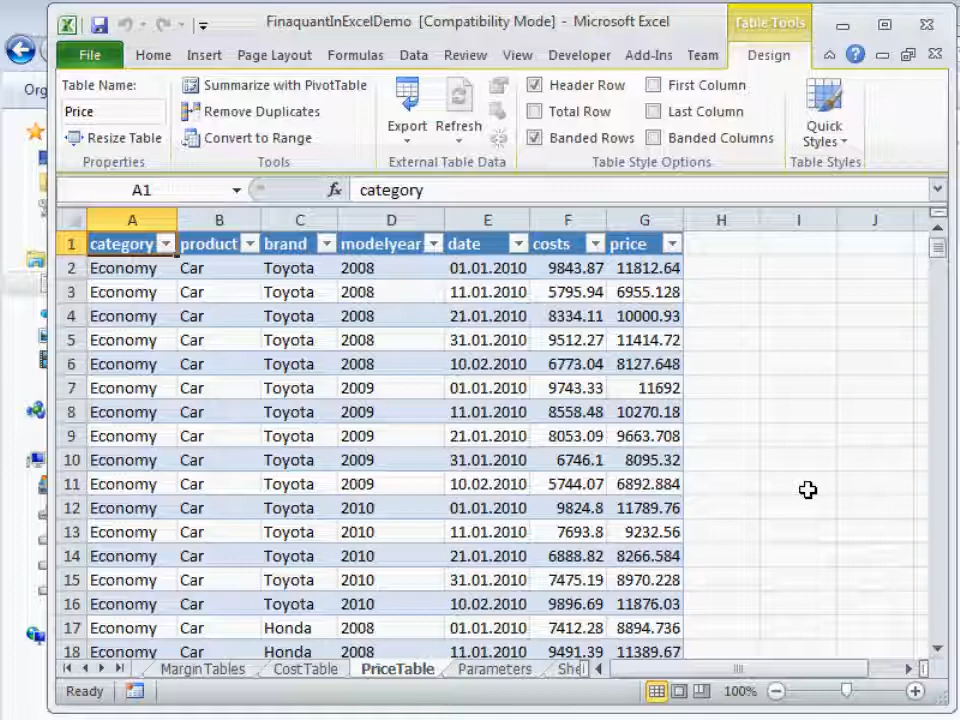 FinaquantInExcelDemo [Compatibility Mode] - Microsoft Excel
Table Tools
File Home Insert Page Layout Formulas Data Review View Developer Add-Ins Team Design
Org
Table Name:
Price
Resize Table
Properties
Summarize with PivotTable
Remove Duplicates
Convert to Range
Tools
Export Refresh
External Table Data
Header Row First Column
Total Row Last Column
Banded Rows Banded Columns
Table Style Options
Quick
Styles
Table Styles
A1 fx category
A B C D E F G H I J
1 category product brand modelyear date costs price
2 Economy Car Toyota 2008 01.01.2010 9843.87 11812.64
3 Economy Car Toyota 2008 11.01.2010 5795.94 6955.128
4 Economy Car Toyota 2008 21.01.2010 8334.11 10000.93
5 Economy Car Toyota 2008 31.01.2010 9512.27 11414.72
6 Economy Car Toyota 2008 10.02.2010 6773.04 8127.648
7 Economy Car Toyota 2009 01.01.2010 9743.33 11692
8 Economy Car Toyota 2009 11.01.2010 8558.48 10270.18
9 Economy Car Toyota 2009 21.01.2010 8053.09 9663.708
10 Economy Car Toyota 2009 31.01.2010 6746.1 8095.32
11 Economy Car Toyota 2009 10.02.2010 5744.07 6892.884
12 Economy Car Toyota 2010 01.01.2010 9824.8 11789.76
13 Economy Car Toyota 2010 11.01.2010 7693.8 9232.56
14 Economy Car Toyota 2010 21.01.2010 6888.82 8266.584
15 Economy Car Toyota 2010 31.01.2010 7475.19 8970.228
16 Economy Car Toyota 2010 10.02.2010 9896.69 11876.03
17 Economy Car Honda 2008 01.01.2010 7412.28 8894.736
18 Economy Car Honda 2008 11.01.2010 9491.39 11389.67
MarginTables CostTable PriceTable Parameters She
Ready 100%